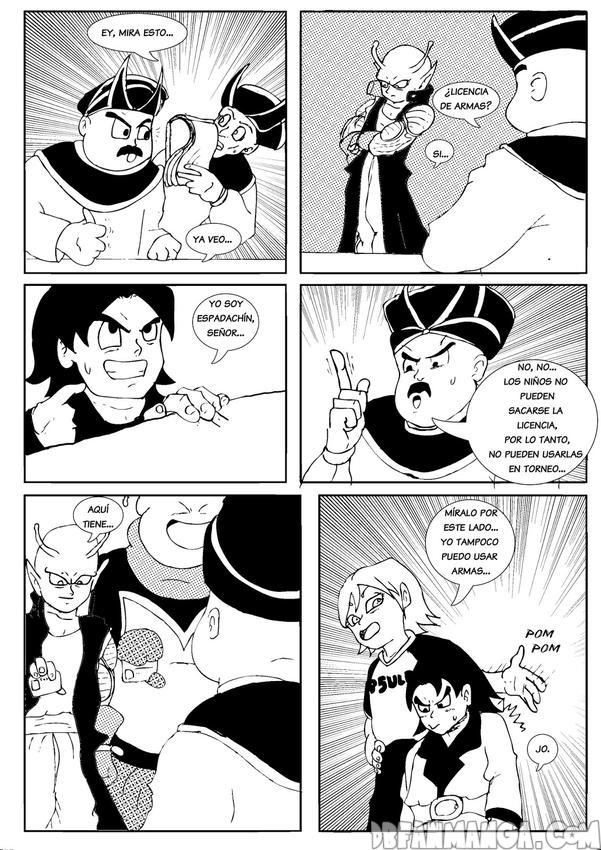 EY, MIRA ESTO...
YA VEO...
¿LICENCIA
DE ARMAS?
SI...
YO SOY
ESPADACHÍN,
SEÑOR...
NO, NO...
LOS NIÑOS NO
PUEDEN
SACARSE LA
LICENCIA,
POR LO TANTO,
NO PUEDEN USARLAS
EN TORNEO...
AQUÍ
TIENE...
MÍRALO POR
ESTE LADO...
YO TAMPOCO
PUEDO USAR
ARMAS...
POM
POM
JO.
DBFANMANGA.COM